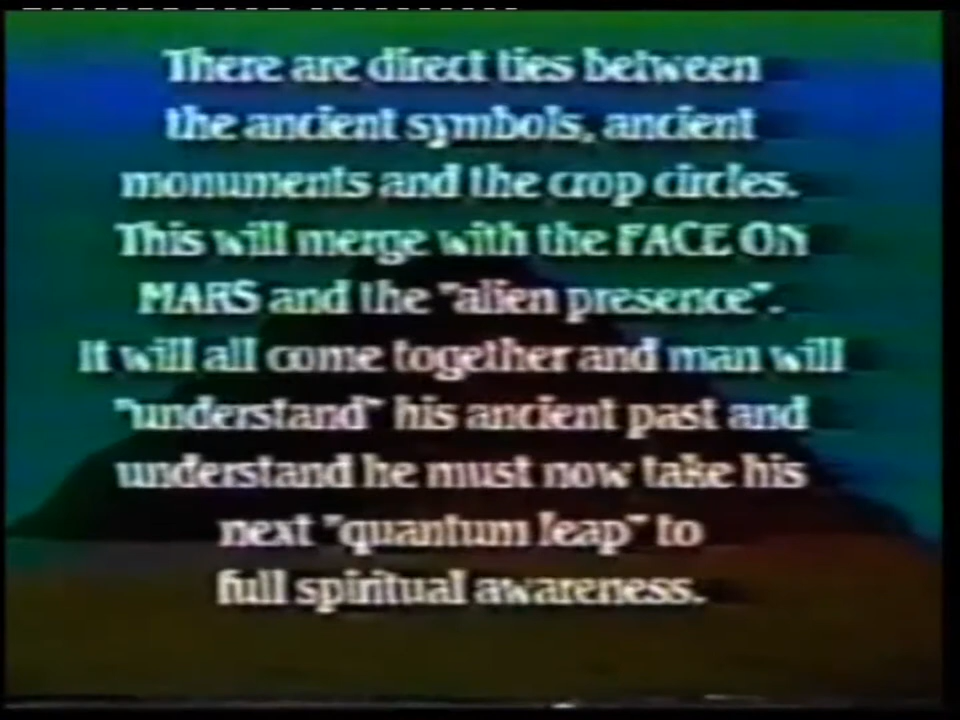 There are direct ties between
the ancient symbols, ancient
monuments and the crop circles.
This will merge with the FACE ON
MARS and the "alien presence".
It will all come together and man will
"understand" his ancient past and
understand he must now take his
next "quantum leap" to
full spiritual awareness.